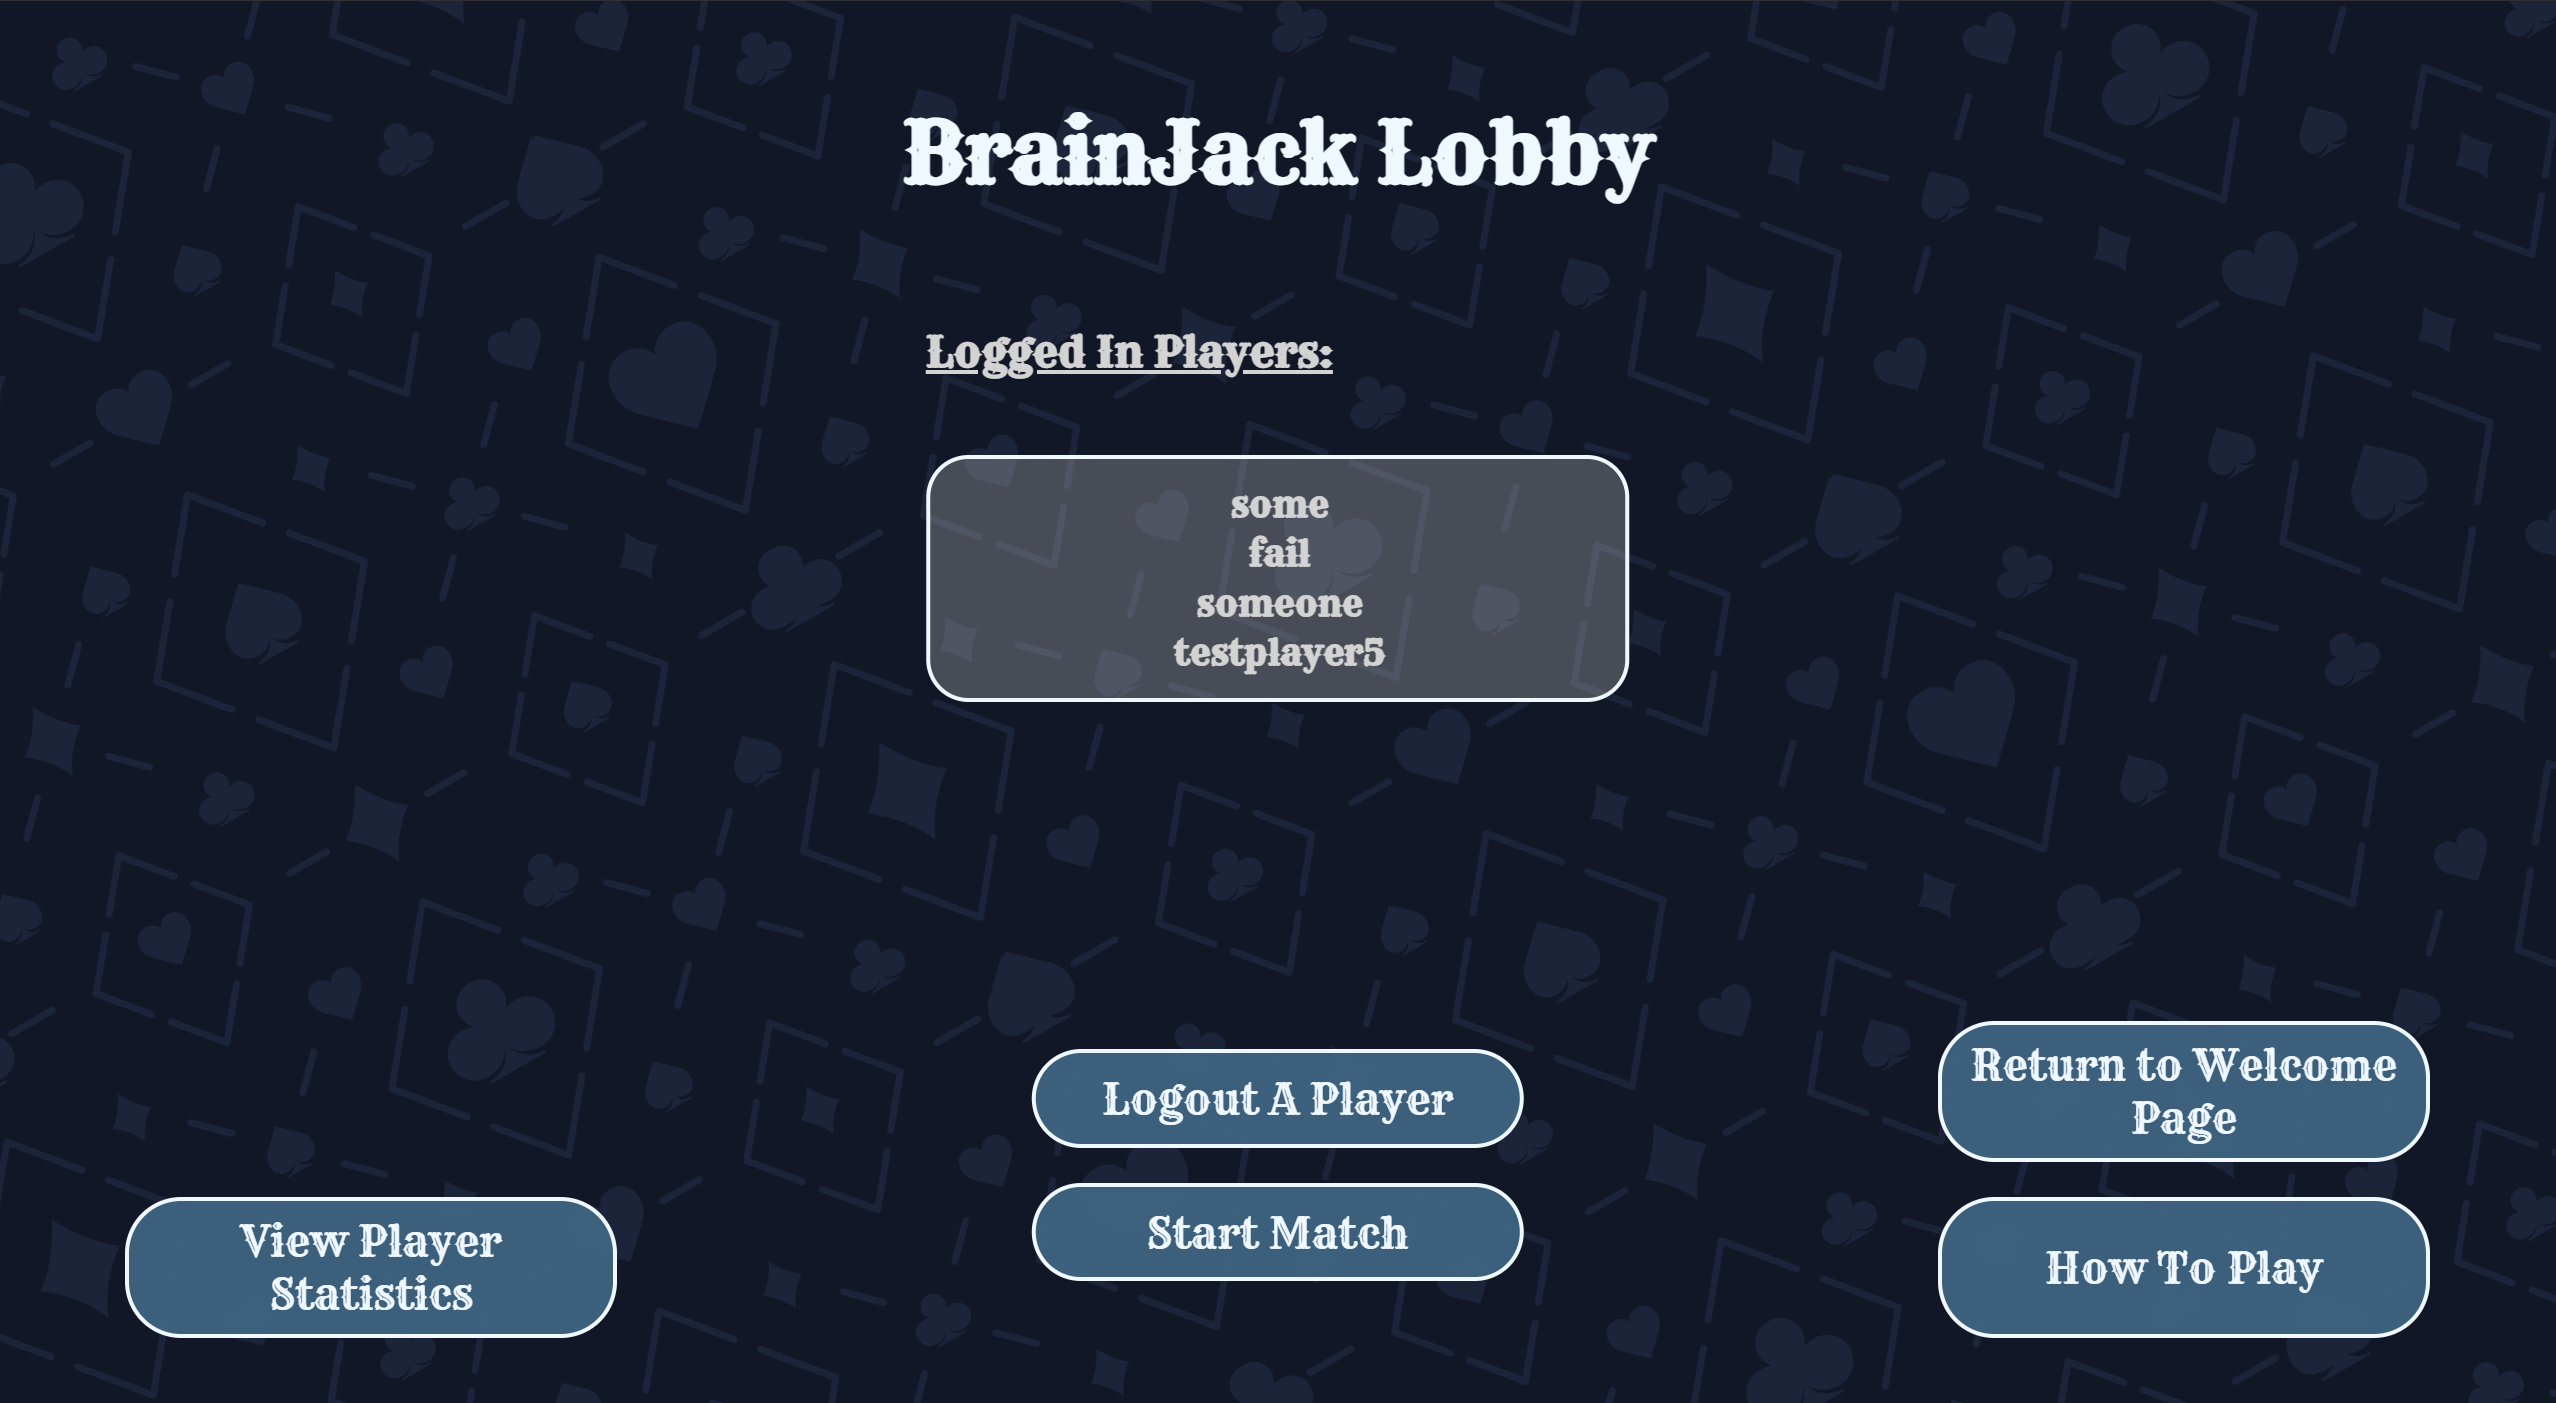 BrainJack Lobby
Logged In Players:
some
fail
someone
testplayer5
Logout A Player
Start Match
View Player
Statistics
Return to Welcome
Page
How To Play